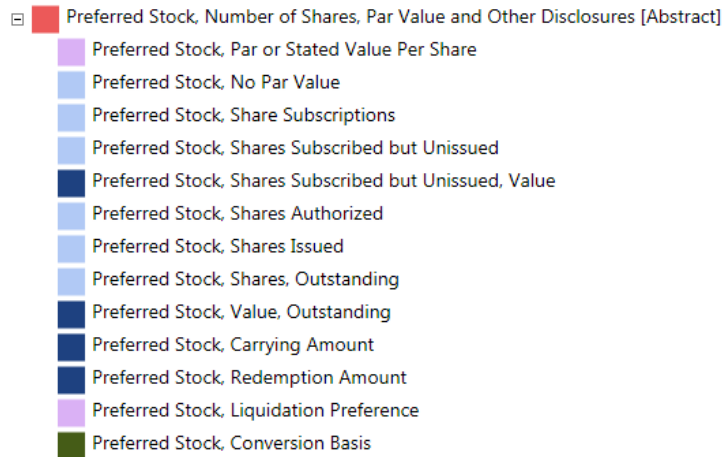 Preferred Stock, Number of Shares, Par Value and Other Disclosures [Abstract]
Preferred Stock, Par or Stated Value Per Share
Preferred Stock, No Par Value
Preferred Stock, Share Subscriptions
Preferred Stock, Shares Subscribed but Unissued
Preferred Stock, Shares Subscribed but Unissued, Value
Preferred Stock, Shares Authorized
Preferred Stock, Shares Issued
Preferred Stock, Shares, Outstanding
Preferred Stock, Value, Outstanding
Preferred Stock, Carrying Amount
Preferred Stock, Redemption Amount
Preferred Stock, Liquidation Preference
Preferred Stock, Conversion Basis